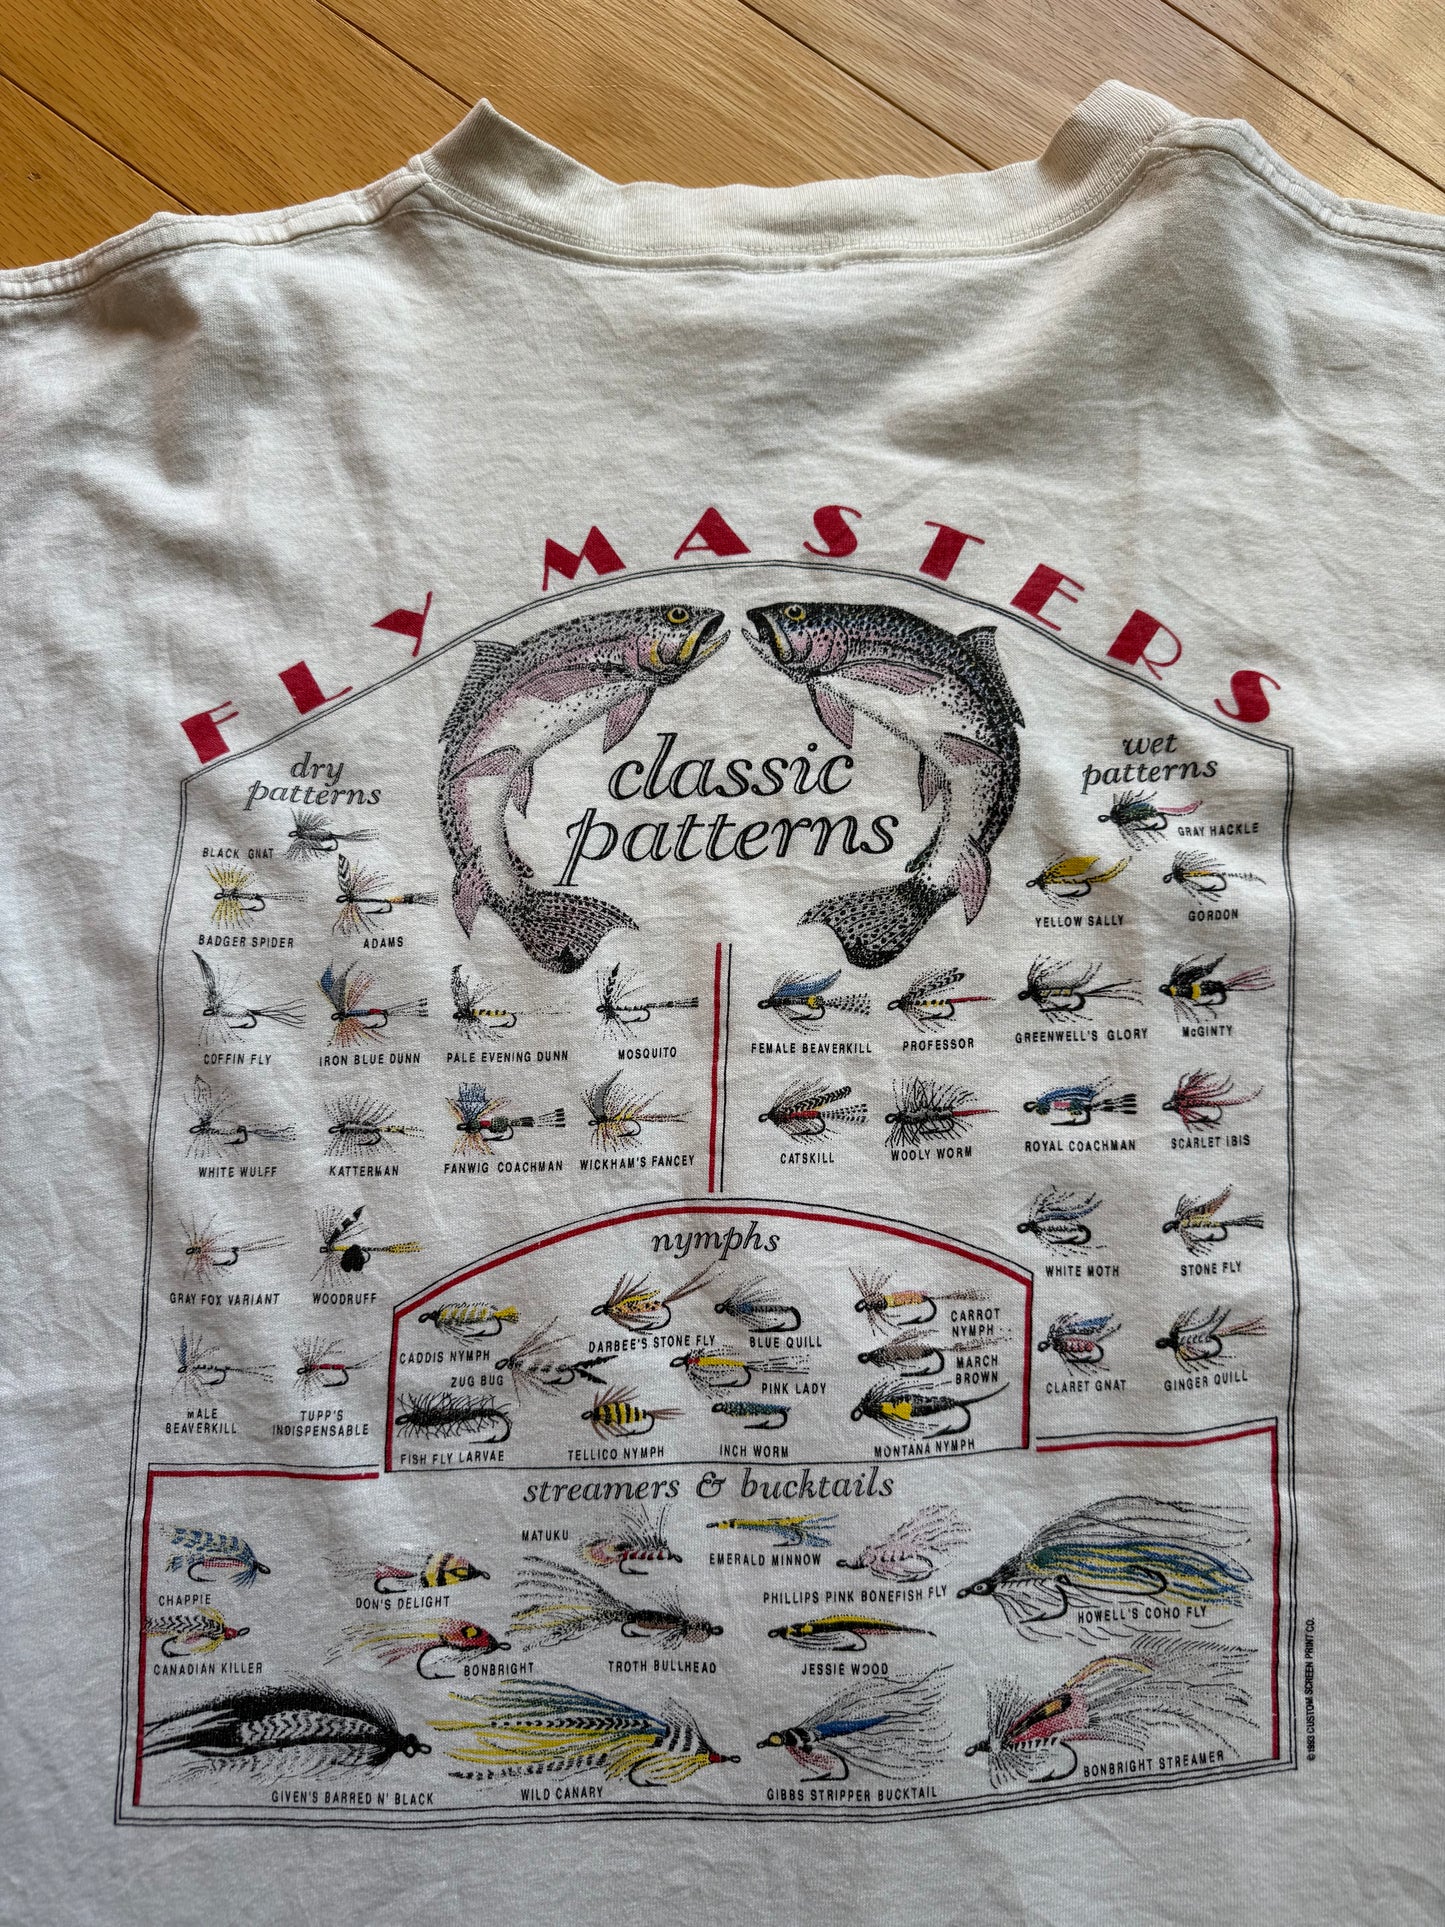 FLY MASTERS
classic
patterns
dry
patterns
BLACK GNAT
BADGER SPIDER
ADAMS
COFFIN FLY
IRON BLUE DUNN
PALE EVENING DUNN
MOSQUITO
WHITE WULFF
KATTERMAN
FANWIG COACHMAN
WICKHAM'S FANCEY
GRAY FOX VARIANT
WOODRUFF
MALE
BEAVERKILL
TUPP'S
INDISPENSABLE
wet
patterns
GRAY HACKLE
YELLOW SALLY
GORDON
FEMALE BEAVERKILL
PROFESSOR
GREENWELL'S GLORY
McGINTY
CATSKILL
WOOLY WORM
ROYAL COACHMAN
SCARLET IBIS
WHITE MOTH
STONE FLY
CLARET GNAT
GINGER QUILL
nymphs
CADDIS NYMPH
DARBEE'S STONE FLY
BLUE QUILL
CARROT
NYMPH
ZUG BUG
PINK LADY
MARCH
BROWN
FISH FLY LARVAE
TELLICO NYMPH
INCH WORM
MONTANA NYMPH
streamers & bucktails
CHAPPIE
DON'S DELIGHT
MATUKU
EMERALD MINNOW
PHILLIPS PINK BONEFISH FLY
HOWELL'S COHO FLY
CANADIAN KILLER
BONBRIGHT
TROTH BULLHEAD
JESSIE WOOD
GIVEN'S BARRED N' BLACK
WILD CANARY
GIBBS STRIPPER BUCKTAIL
BONBRIGHT STREAMER
© 1993 CUSTOM SCREEN PRINT CO.